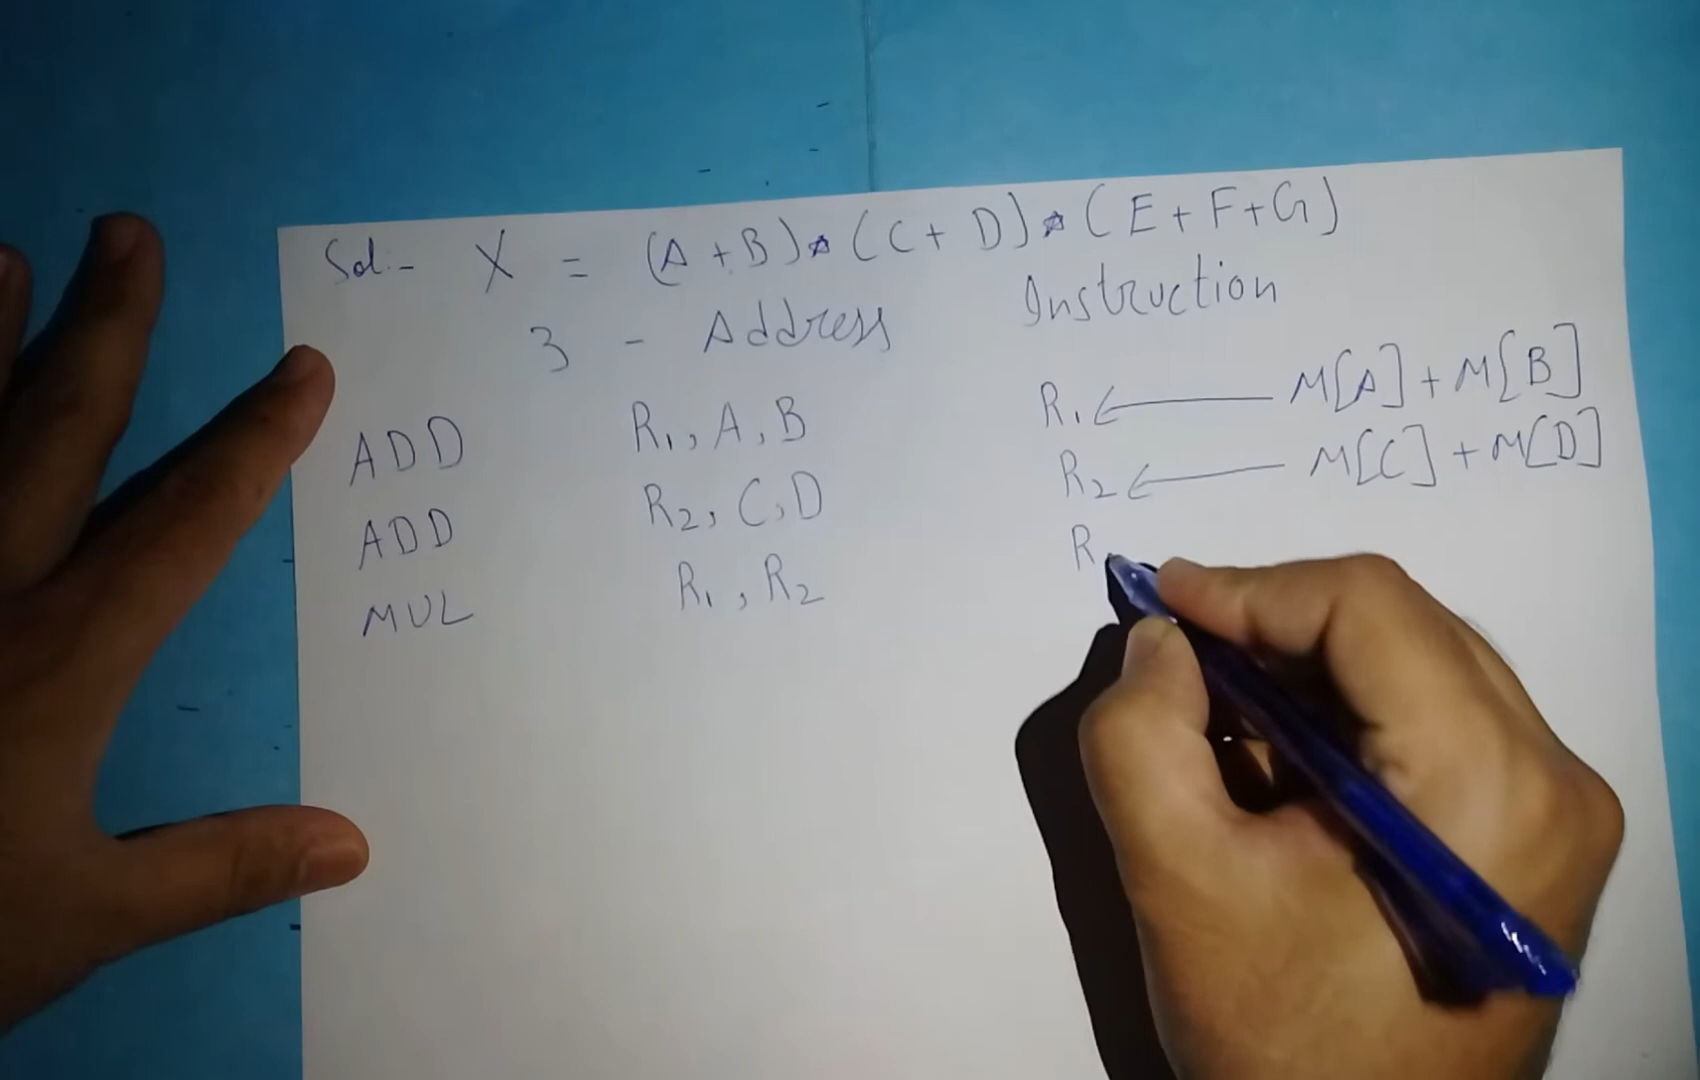 Sol:- X = (A + B) * (C + D) * (E + F + G)
3 - Address Instruction
ADD R1, A, B R1 ← M[A] + M[B]
ADD R2, C, D R2 ← M[C] + M[D]
MUL R1, R2 R